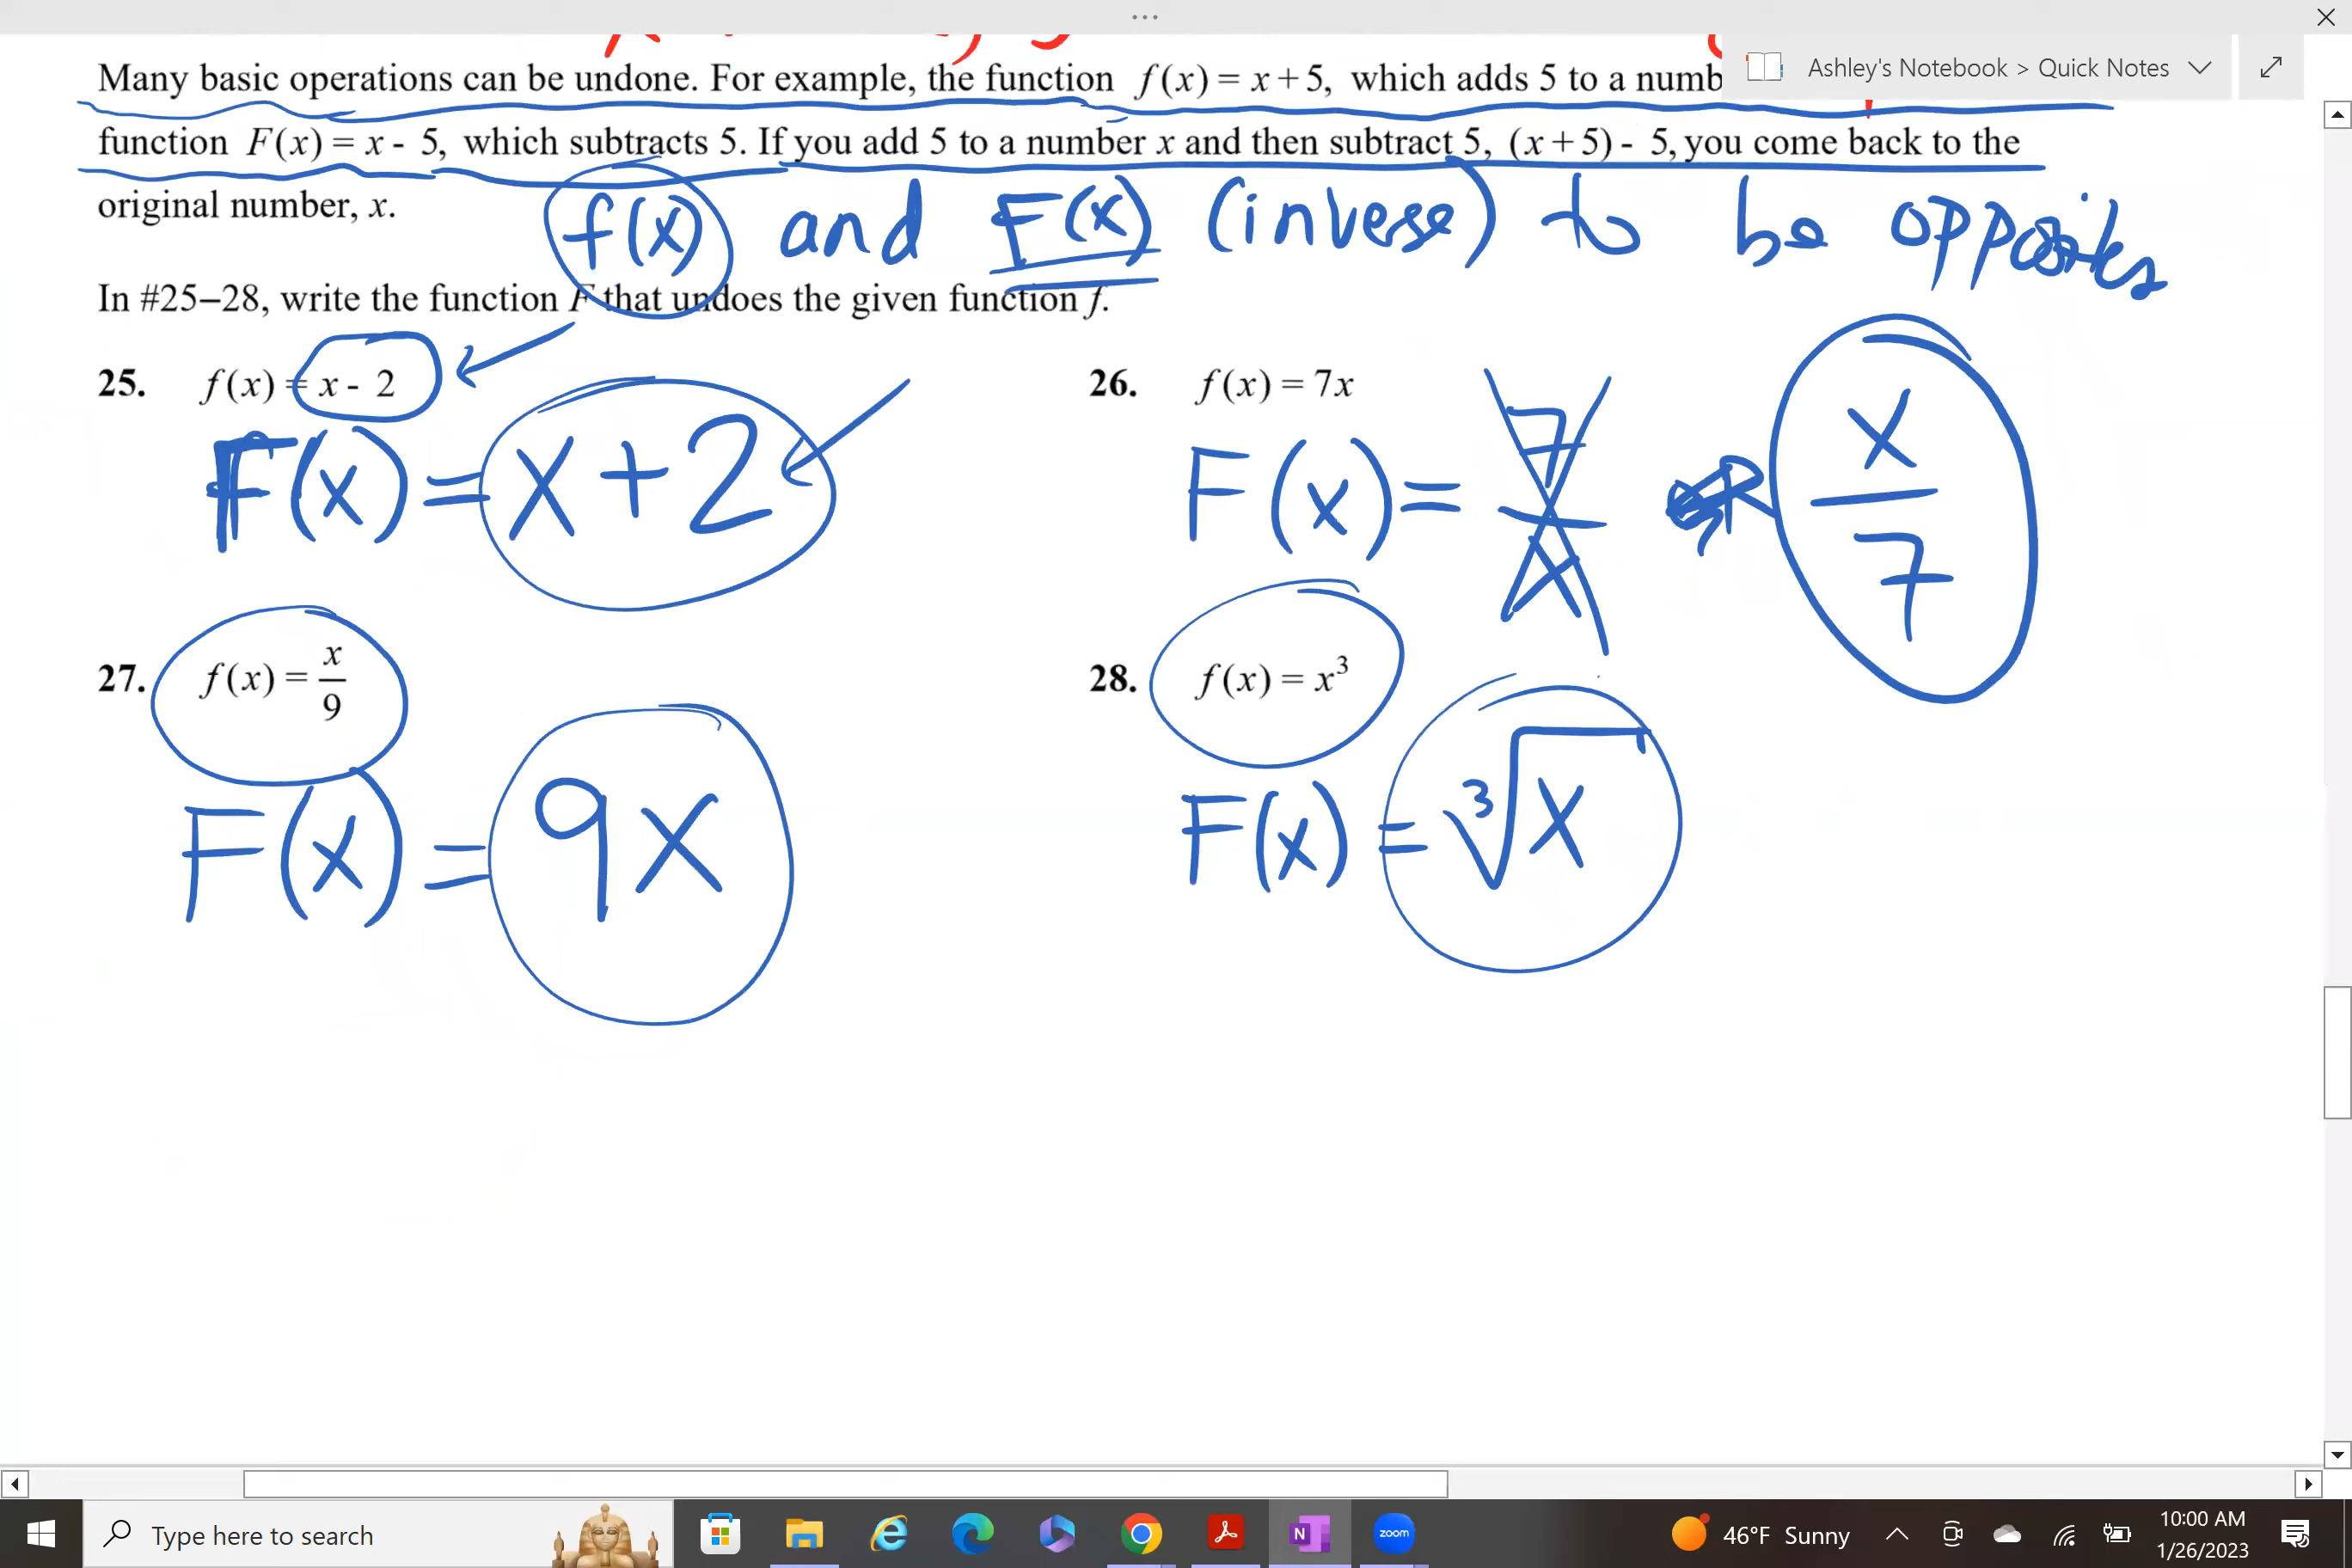 Ashley's Notebook > Quick Notes
Many basic operations can be undone. For example, the function f(x) = x + 5, which adds 5 to a numb
function F(x) = x - 5, which subtracts 5. If you add 5 to a number x and then subtract 5, (x + 5) - 5, you come back to the
original number, x.
f(x) and F(x) (inverse) to be opposites
In #25–28, write the function F that undoes the given function f.
25. f(x) = x - 2
F(x) = x + 2
26. f(x) = 7x
F(x) = 7/x x/7
27. f(x) = x/9
F(x) = 9x
28. f(x) = x³
F(x) = ³√x
Type here to search
N
zoom
46°F Sunny
10:00 AM
1/26/2023